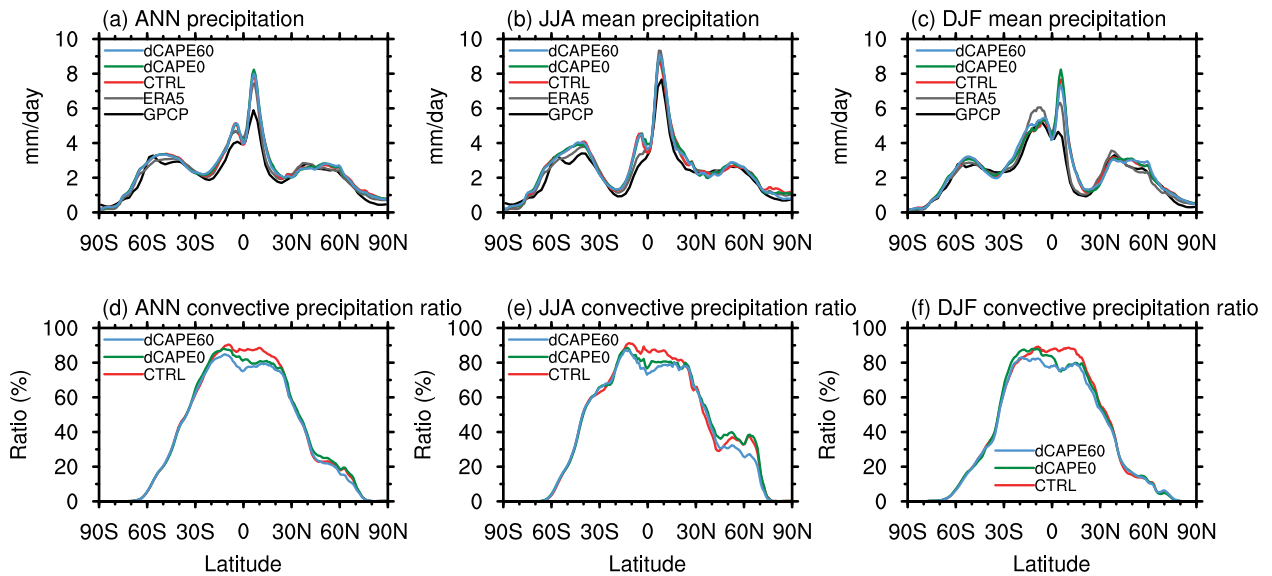 (a) ANN precipitation
(b) JJA mean precipitation
(c) DJF mean precipitation
mm/day
10
8
6
4
2
0
dCAPE60
dCAPE0
CTRL
ERA5
GPCP
90S 60S 30S 0 30N 60N 90N
mm/day
10
8
6
4
2
0
dCAPE60
dCAPE0
CTRL
ERA5
GPCP
90S 60S 30S 0 30N 60N 90N
mm/day
10
8
6
4
2
0
dCAPE60
dCAPE0
CTRL
ERA5
GPCP
90S 60S 30S 0 30N 60N 90N
(d) ANN convective precipitation ratio
(e) JJA convective precipitation ratio
(f) DJF convective precipitation ratio
Ratio (%)
100
80
60
40
20
0
dCAPE60
dCAPE0
CTRL
90S 60S 30S 0 30N 60N 90N
Latitude
Ratio (%)
100
80
60
40
20
0
dCAPE60
dCAPE0
CTRL
90S 60S 30S 0 30N 60N 90N
Latitude
Ratio (%)
100
80
60
40
20
0
dCAPE60
dCAPE0
CTRL
90S 60S 30S 0 30N 60N 90N
Latitude